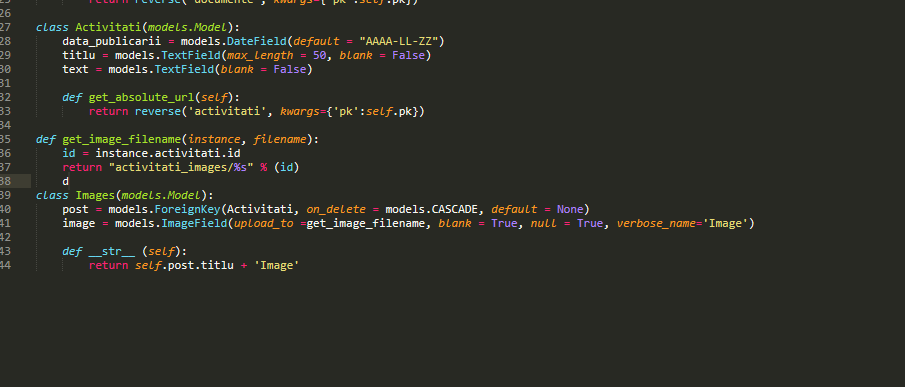 return reverse('documente', kwargs={'pk':self.pk})
26
27 class Activitati(models.Model):
28 data_publicarii = models.DateField(default = "AAAA-LL-ZZ")
29 titlu = models.TextField(max_length = 50, blank = False)
30 text = models.TextField(blank = False)
31
32 def get_absolute_url(self):
33 return reverse('activitati', kwargs={'pk':self.pk})
34
35 def get_image_filename(instance, filename):
36 id = instance.activitati.id
37 return "activitati_images/%s" % (id)
38 d
39 class Images(models.Model):
40 post = models.ForeignKey(Activitati, on_delete = models.CASCADE, default = None)
41 image = models.ImageField(upload_to =get_image_filename, blank = True, null = True, verbose_name='Image')
42
43 def __str__ (self):
44 return self.post.titlu + 'Image'